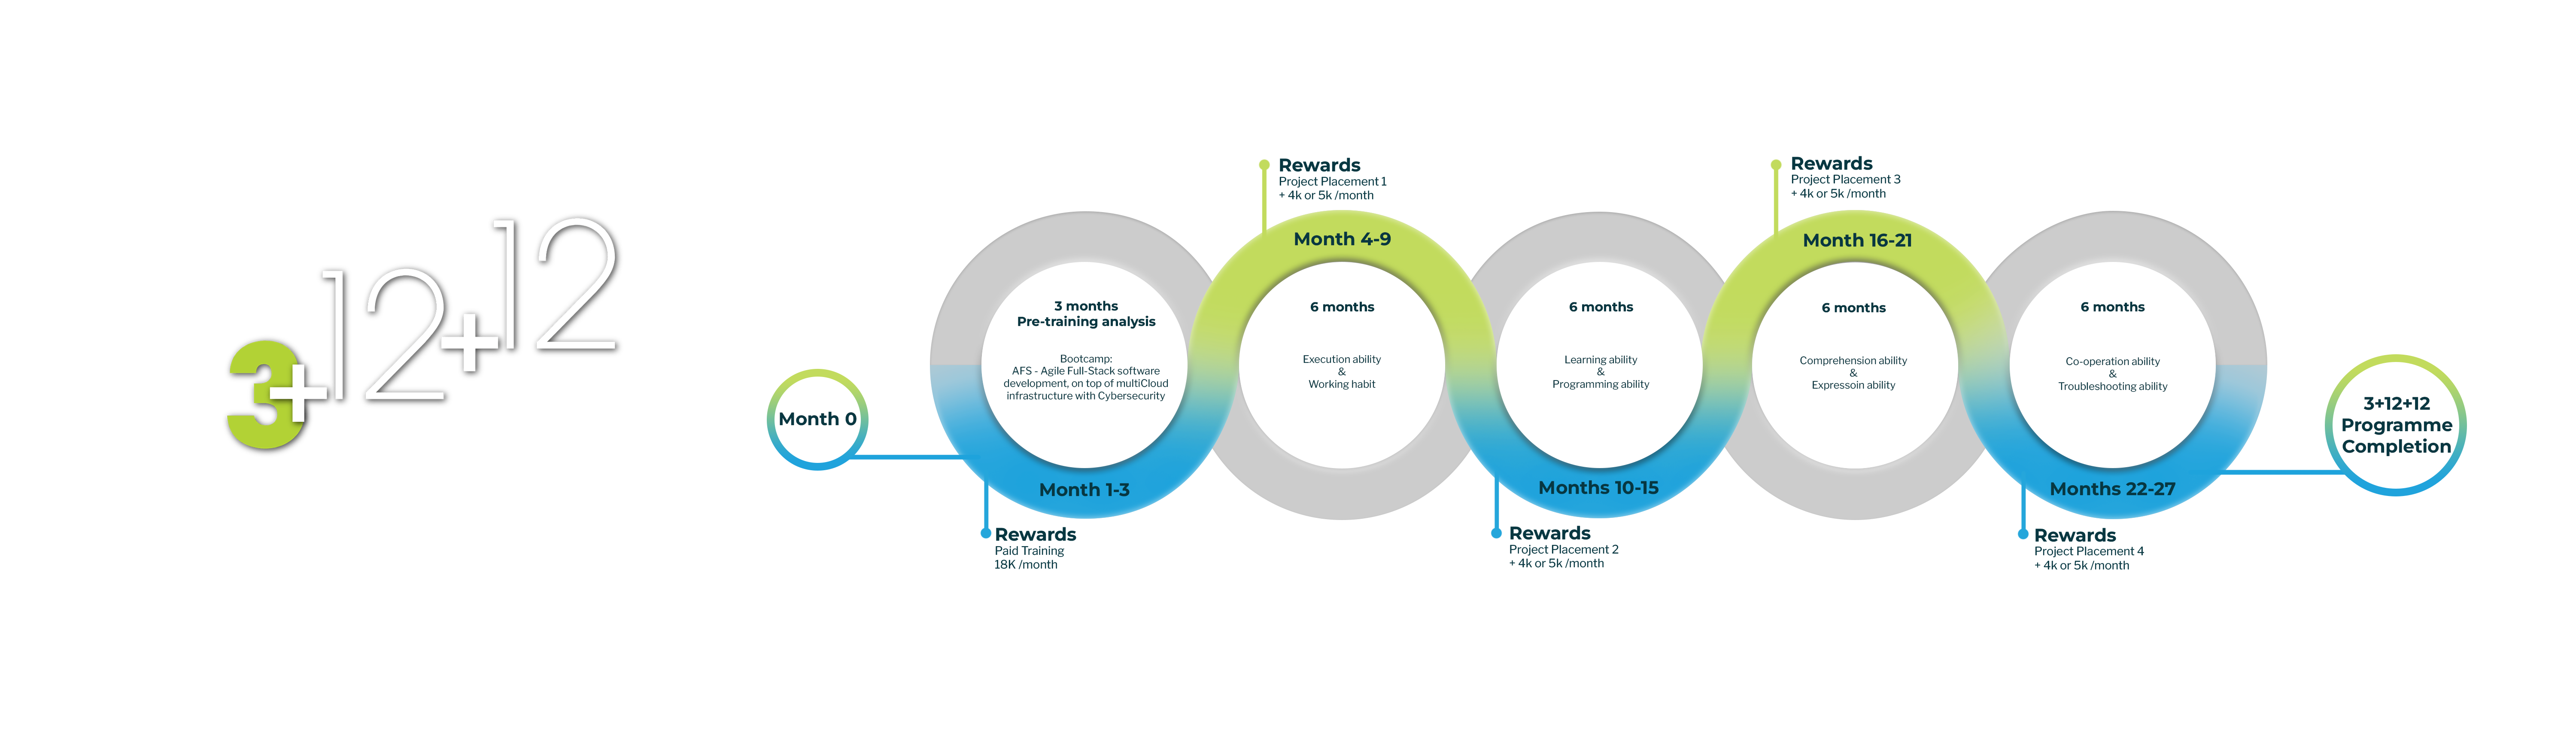 3+12+12
Month 0
3 months
Pre-training analysis
Bootcamp:
AFS - Agile Full-Stack software
development, on top of multiCloud
infrastructure with Cybersecurity
Month 1-3
Rewards
Paid Training
18K /month
Rewards
Project Placement 1
+ 4k or 5k /month
Month 4-9
6 months
Execution ability
&
Working habit
6 months
Learning ability
&
Programming ability
Months 10-15
Rewards
Project Placement 2
+ 4k or 5k /month
Rewards
Project Placement 3
+ 4k or 5k /month
Month 16-21
6 months
Comprehension ability
&
Expressoin ability
6 months
Co-operation ability
&
Troubleshooting ability
Months 22-27
Rewards
Project Placement 4
+ 4k or 5k /month
3+12+12
Programme
Completion